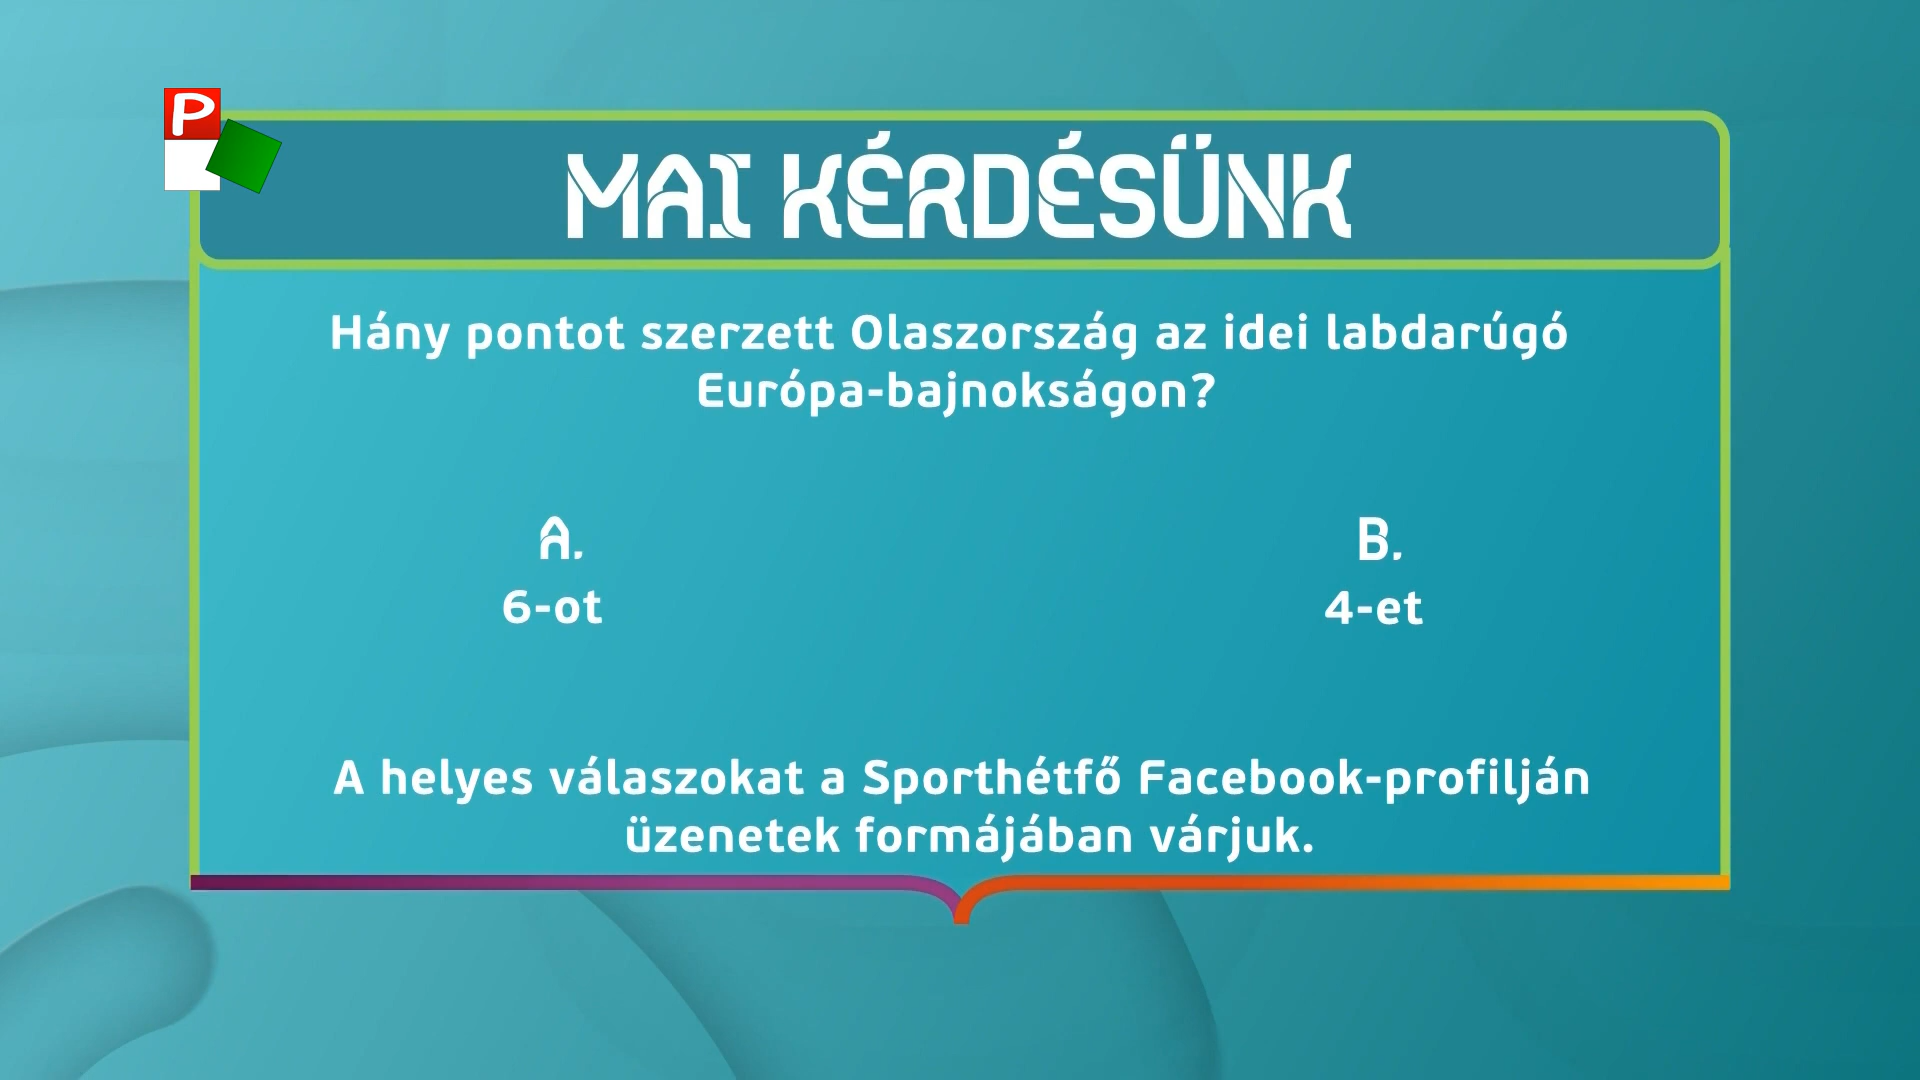 P
MAI KÉRDÉSÜNK
Hány pontot szerzett Olaszország az idei labdarúgó
Európa-bajnokságon?
A.
6-ot
B.
4-et
A helyes válaszokat a Sporthétfő Facebook-profilján
üzenetek formájában várjuk.